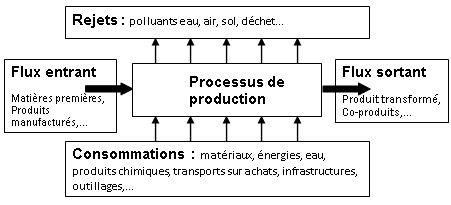 Rejets : polluants eau, air, sol, déchet...
Flux entrant
Matières premières,
Produits
manufacturés,...
Processus de
production
Flux sortant
Produit transformé,
Co-produits,...
Consommations : matériaux, énergies, eau,
produits chimiques, transports sur achats, infrastructures,
outillages,...